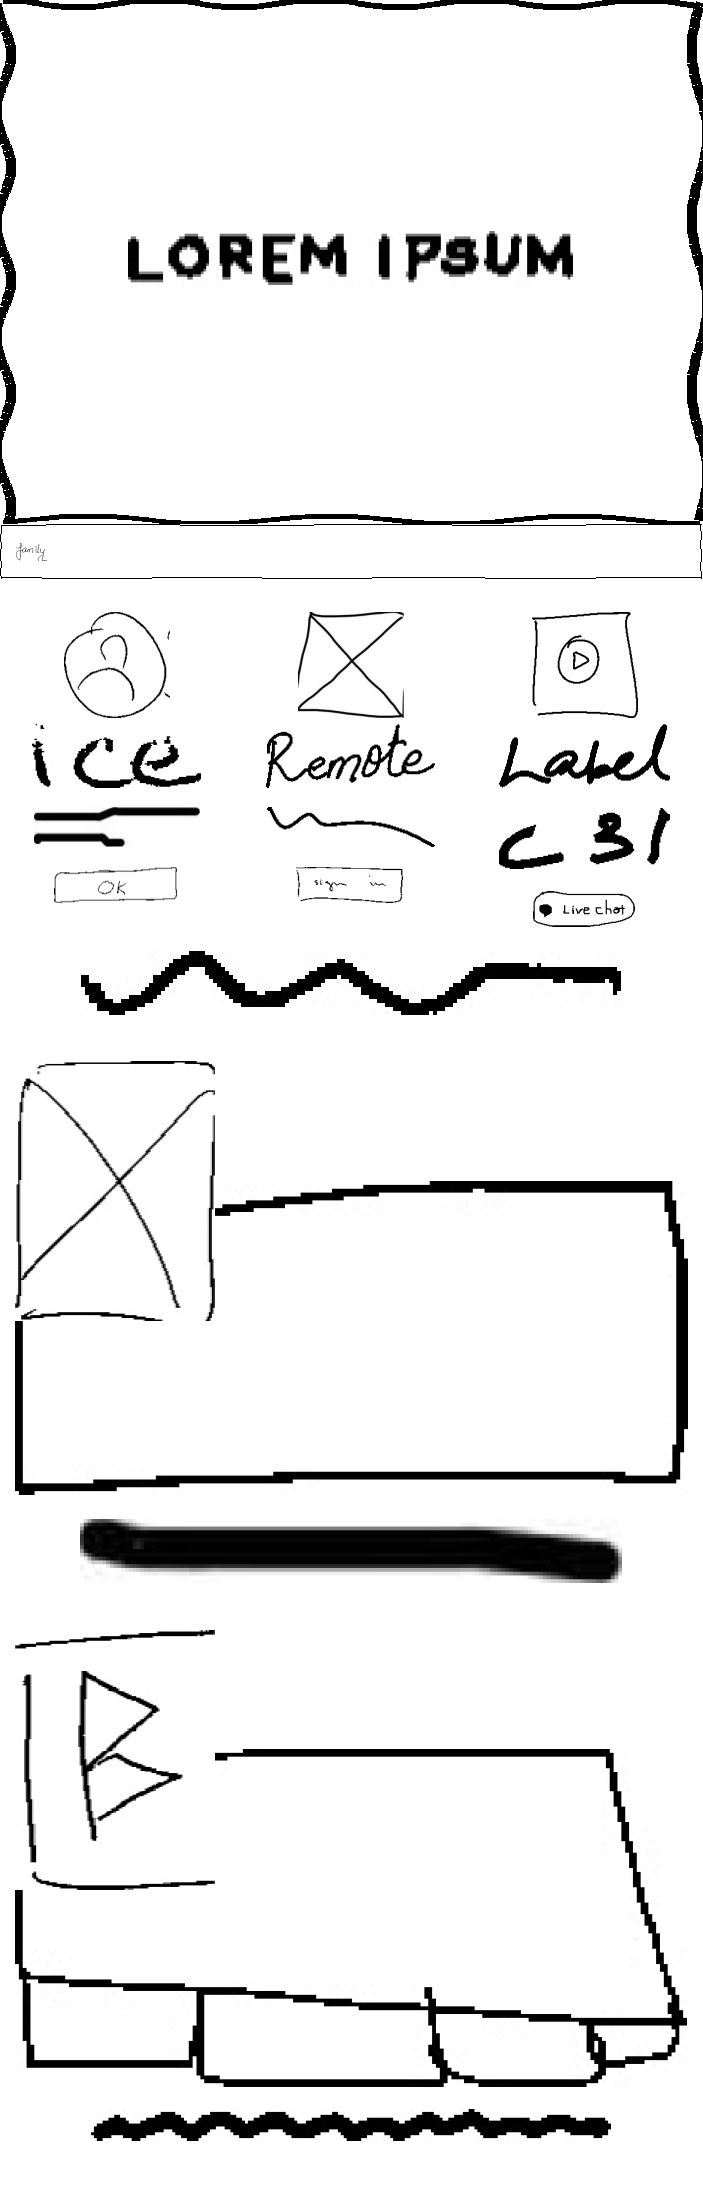 LOREM IPSUM
family
ice
Remote
Label
C 31
OK
sign in
Live chat
B